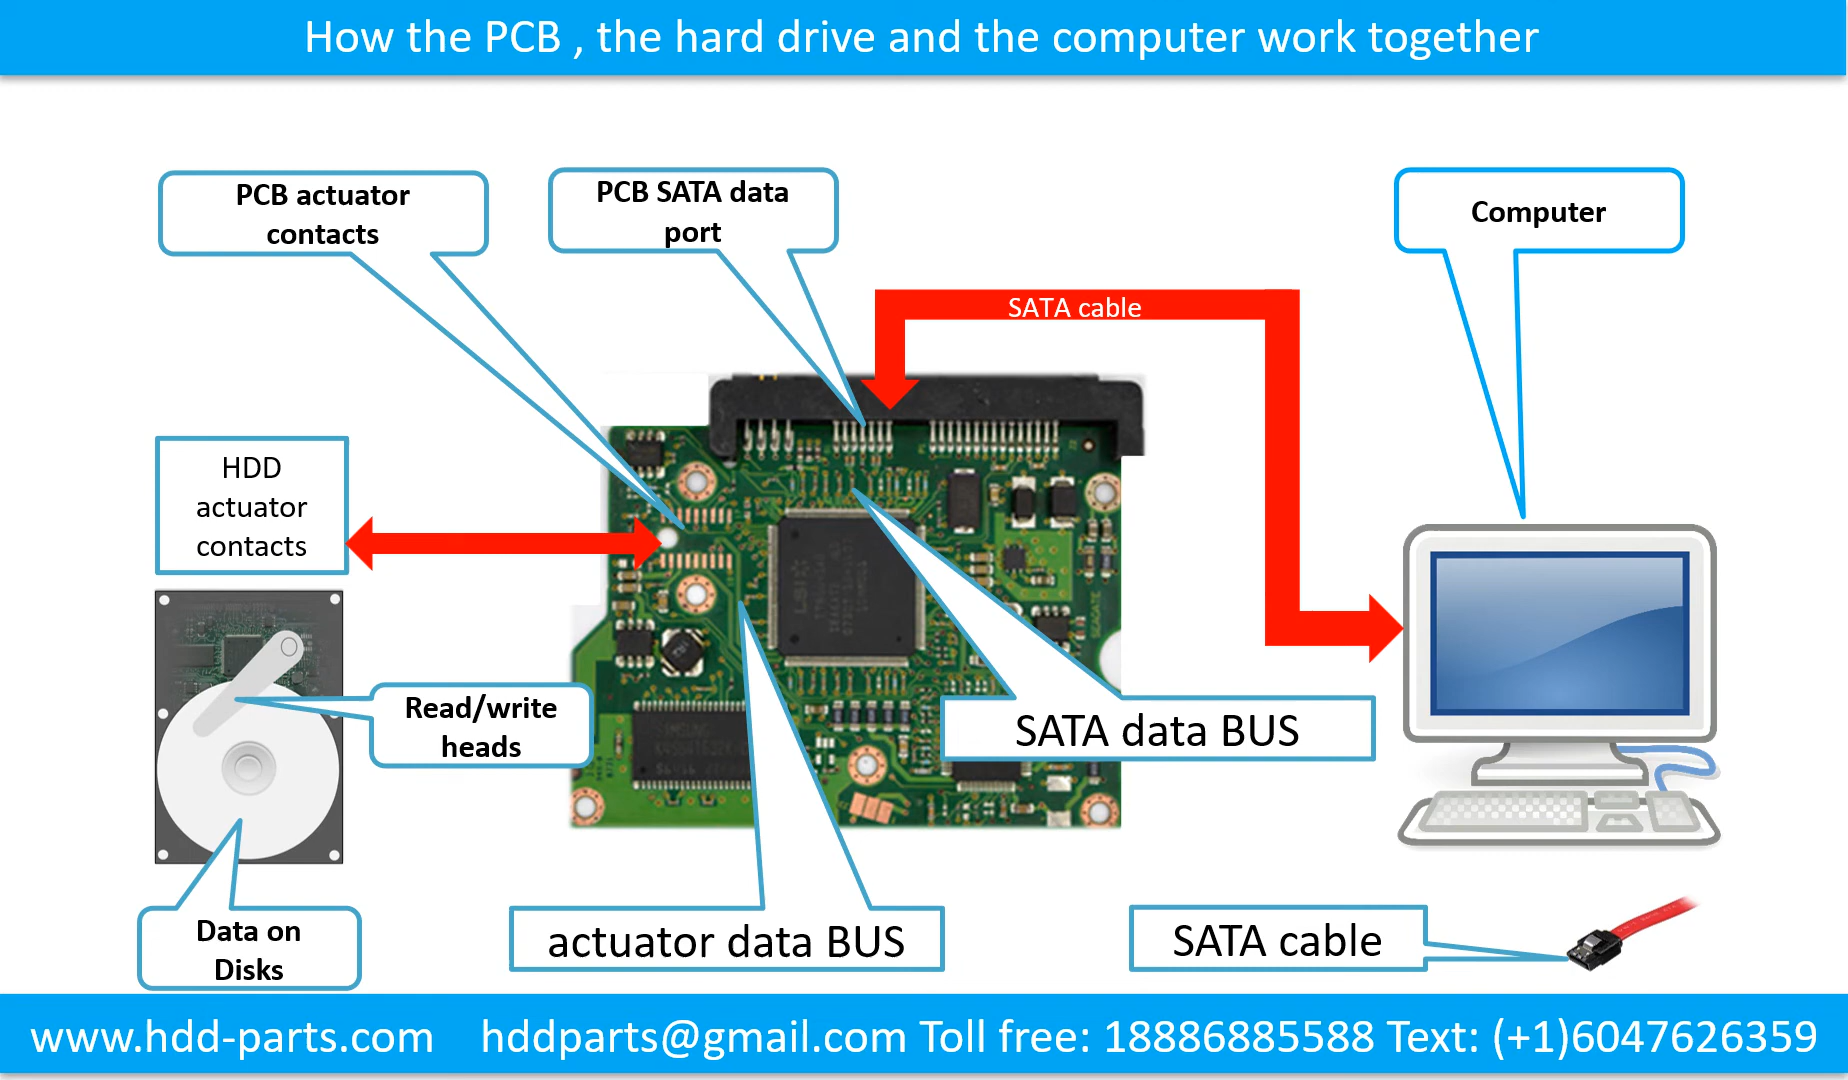 How the PCB , the hard drive and the computer work together
PCB actuator
contacts
PCB SATA data
port
Computer
SATA cable
HDD
actuator
contacts
SEAGATE
Read/write
heads
SATA data BUS
Data on
Disks
actuator data BUS
SATA cable
www.hdd-parts.com hddparts@gmail.com Toll free: 18886885588 Text: (+1)6047626359